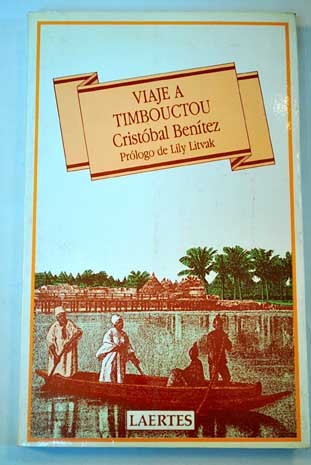 VIAJE A
TIMBOUCTOU
Cristóbal Benítez
Prólogo de Lily Litvak
LAERTES